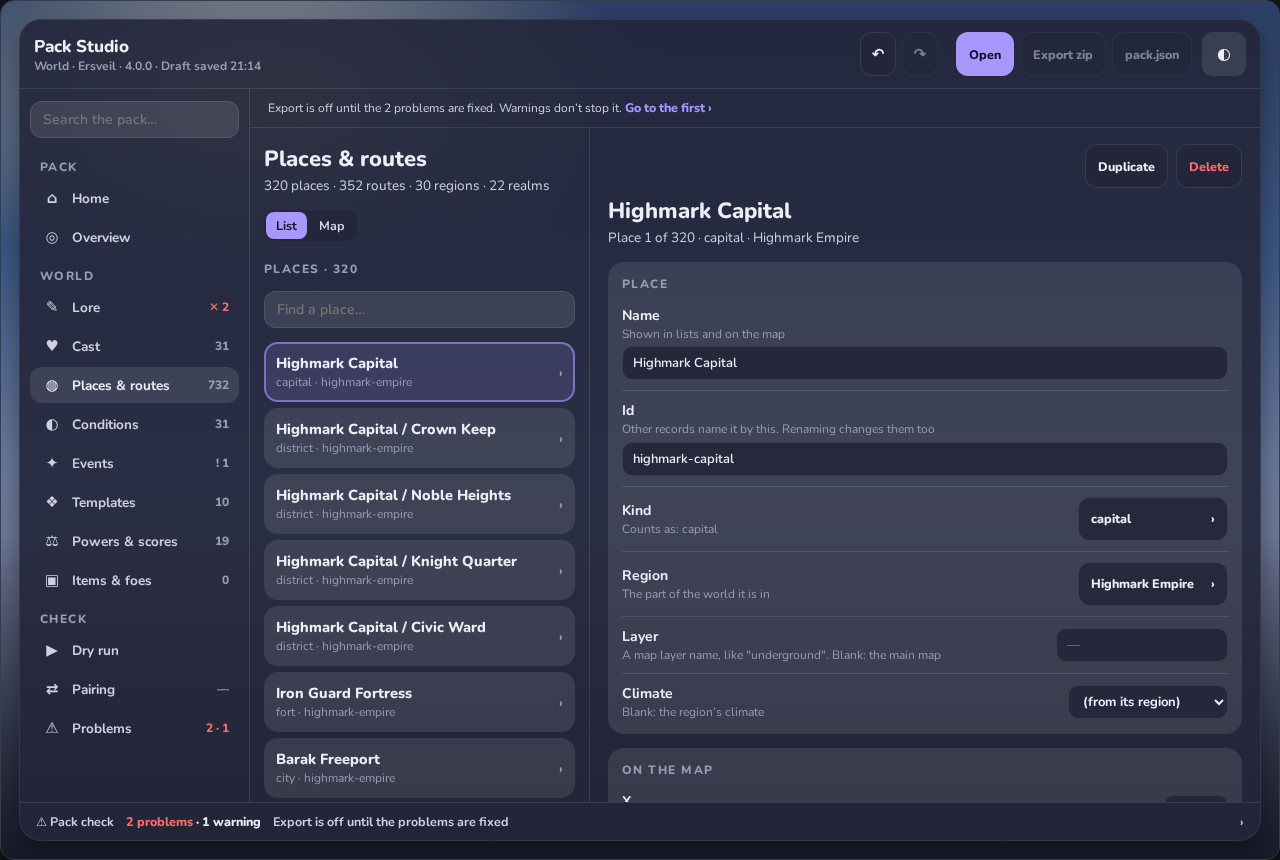 Pack Studio
World · Ersveil · 4.0.0 · Draft saved 21:14
↶
↷
Open
Export zip
pack.json
Search the pack…
PACK
Home
Overview
WORLD
Lore × 2
Cast 31
Places & routes 732
Conditions 31
Events ! 1
Templates 10
Powers & scores 19
Items & foes 0
CHECK
Dry run
Pairing —
Problems 2 · 1
Export is off until the 2 problems are fixed. Warnings don’t stop it. Go to the first ›
Places & routes
320 places · 352 routes · 30 regions · 22 realms
List Map
PLACES · 320
Find a place…
Highmark Capital
capital · highmark-empire ›
Highmark Capital / Crown Keep
district · highmark-empire ›
Highmark Capital / Noble Heights
district · highmark-empire ›
Highmark Capital / Knight Quarter
district · highmark-empire ›
Highmark Capital / Civic Ward
district · highmark-empire ›
Iron Guard Fortress
fort · highmark-empire ›
Barak Freeport
city · highmark-empire ›
Duplicate Delete
Highmark Capital
Place 1 of 320 · capital · Highmark Empire
PLACE
Name
Shown in lists and on the map
Highmark Capital
Id
Other records name it by this. Renaming changes them too
highmark-capital
Kind
Counts as: capital
capital ›
Region
The part of the world it is in
Highmark Empire ›
Layer
A map layer name, like "underground". Blank: the main map
—
Climate
Blank: the region’s climate
(from its region)
ON THE MAP
X
⚠ Pack check 2 problems · 1 warning Export is off until the problems are fixed ›